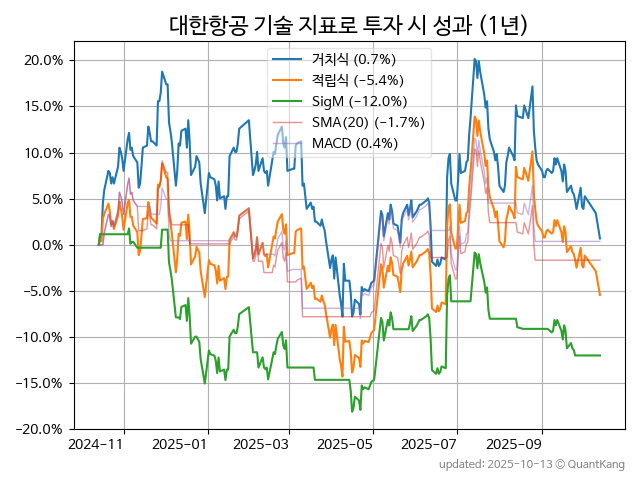 대한항공 기술 지표로 투자 시 성과 (1년)
거치식 (0.7%)
적립식 (−5.4%)
SigM (−12.0%)
SMA(20) (−1.7%)
MACD (0.4%)
20.0%
15.0%
10.0%
5.0%
0.0%
−5.0%
−10.0%
−15.0%
−20.0%
2024-11 2025-01 2025-03 2025-05 2025-07 2025-09
updated: 2025-10-13 © QuantKang